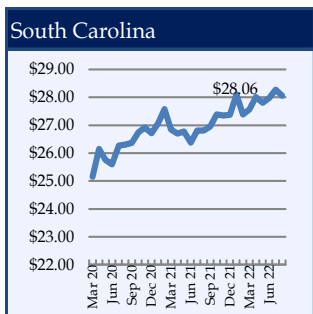 South Carolina
$29.00
$28.00
$27.00
$26.00
$25.00
$24.00
$23.00
$22.00
$28.06
Mar 20
Jun 20
Sep 20
Dec 20
Mar 21
Jun 21
Sep 21
Dec 21
Mar 22
Jun 22